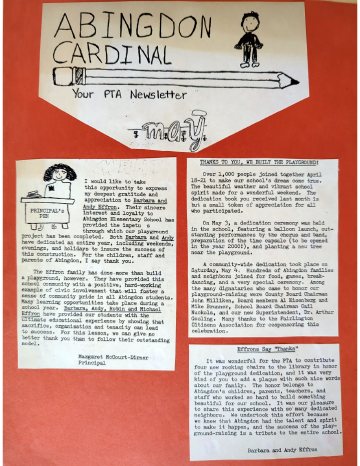 ABINGDON
CARDINAL
Your PTA Newsletter
MAY
PRINCIPAL'S
PEN
I would like to take
this opportunity to express
my deepest gratitude and
appreciation to Barbara and
Andy Effron. Their sincere
interest and loyalty to
Abingdon Elementary School has
provided the impetus
through which our playground
project has been completed. Both Barbara and Andy
have dedicated an entire year, including weekends,
evenings, and holidays to insure the success of
this construction. For the children, staff and
parents of Abingdon, I say thank you.
The Effron family has done more than build
a playground, however. They have provided this
school community with a positive, hard-working
example of civic involvement that will foster a
sense of community pride in all Abingdon students.
Many learning opportunities take place during a
school year. Barbara, Andy, Robin and Michael
Effron have provided our students with the
ultimate educational experience by showing that
sacrifice, organization and tenacity can lead
to success. For this lesson, we can give no
better thank you than to follow their outstanding
model.
Margaret McCourt-Dirner
Principal
THANKS TO YOU, WE BUILT THE PLAYGROUND!
Over 1,000 people joined together April
18-21 to make our school's dream come true.
The beautiful weather and vibrant school
spirit made for a wonderful weekend. The
dedication book you received last month is
but a small token of appreciation for all
who participated.
On May 3, a dedication ceremony was held
in the school, featuring a balloon launch, out-
standing performances by the chorus and band,
preparation of the time capsule (to be opened
in the year 2000!), and planting a new tree
near the playground.
A community-wide dedication took place on
Saturday, May 4. Hundreds of Abingdon families
and neighbors joined for food, games, break-
dancing, and a very special ceremony. Among
the many dignitaries who came to honor our
playground-raising were County Board Chairman
John Milliken, Board members Al Eisenberg and
Mike Brunner, School Board Chairman Gail
Nuckols, and our new Superintendent, Dr. Arthur
Gosling. Many thanks to the Fairlington
Citizens Association for cosponsoring this
celebration.
Effrons Say "Thanks"
It was wonderful for the PTA to contribute
four new rocking chairs to the library in honor
of the playground dedication, and it was very
kind of you to add a plaque with such nice words
about our family. The honor belongs to
Abingdon's children, parents, teachers, and
staff who worked so hard to build something
beautiful for our school. It was our pleasure
to share this experience with so many dedicated
neighbors. We undertook this effort because
we knew that Abingdon had the talent and spirit
to make it happen, and the success of the play-
ground-raising is a tribute to the entire school.
Barbara and Andy Effron